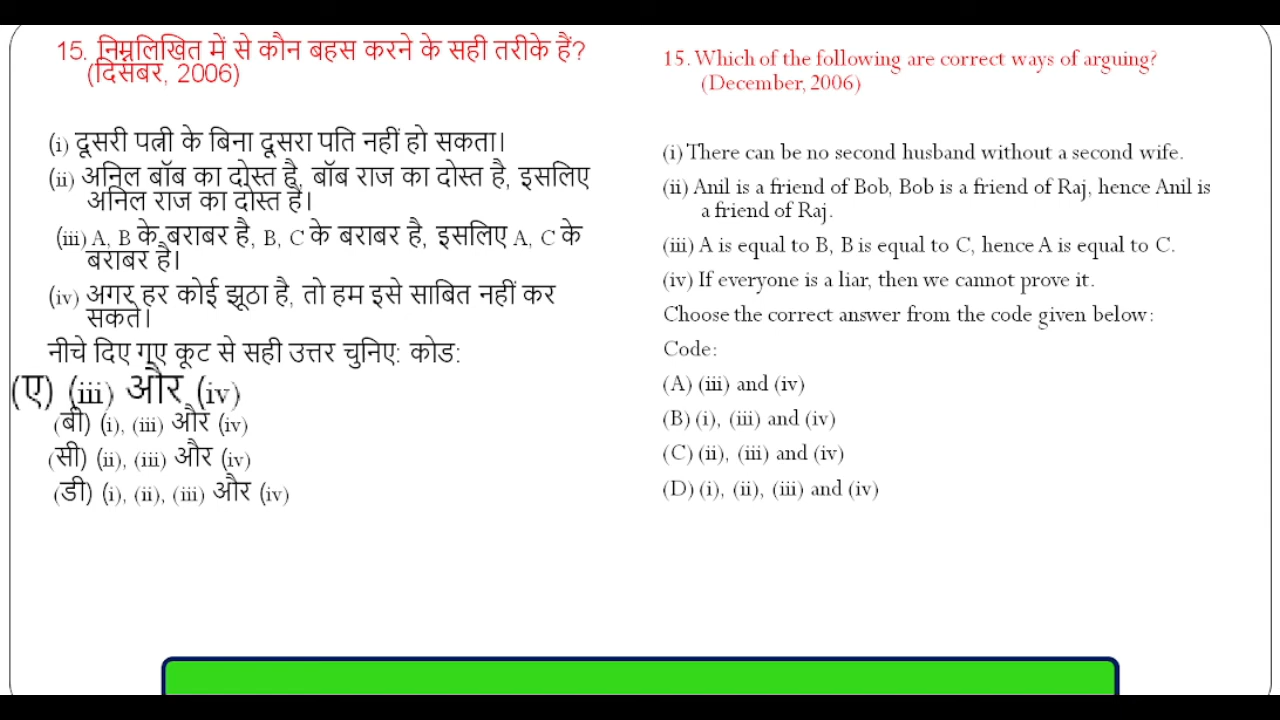 15. निम्नलिखित में से कौन बहस करने के सही तरीके हैं?
(दिसंबर, 2006)
(i) दूसरी पत्नी के बिना दूसरा पति नहीं हो सकता।
(ii) अनिल बॉब का दोस्त है, बॉब राज का दोस्त है, इसलिए
अनिल राज का दोस्त है।
(iii) A, B के बराबर है, B, C के बराबर है, इसलिए A, C के
बराबर है।
(iv) अगर हर कोई झूठा है, तो हम इसे साबित नहीं कर
सकते।
नीचे दिए गए कूट से सही उत्तर चुनिए: कोड:
(ए) (iii) और (iv)
(बी) (i), (iii) और (iv)
(सी) (ii), (iii) और (iv)
(डी) (i), (ii), (iii) और (iv)
15. Which of the following are correct ways of arguing?
(December, 2006)
(i) There can be no second husband without a second wife.
(ii) Anil is a friend of Bob, Bob is a friend of Raj, hence Anil is
a friend of Raj.
(iii) A is equal to B, B is equal to C, hence A is equal to C.
(iv) If everyone is a liar, then we cannot prove it.
Choose the correct answer from the code given below:
Code:
(A) (iii) and (iv)
(B) (i), (iii) and (iv)
(C) (ii), (iii) and (iv)
(D) (i), (ii), (iii) and (iv)